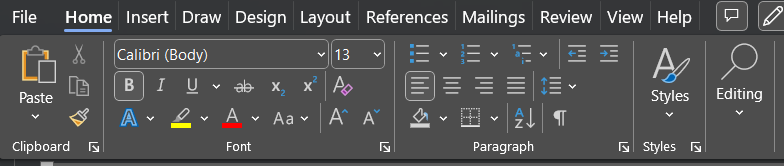 File Home Insert Draw Design Layout References Mailings Review View Help
Calibri (Body) 13
Paste B I U ab x₂ x² A Styles Editing
A A Aa A A A Z ¶
Clipboard Font Paragraph Styles